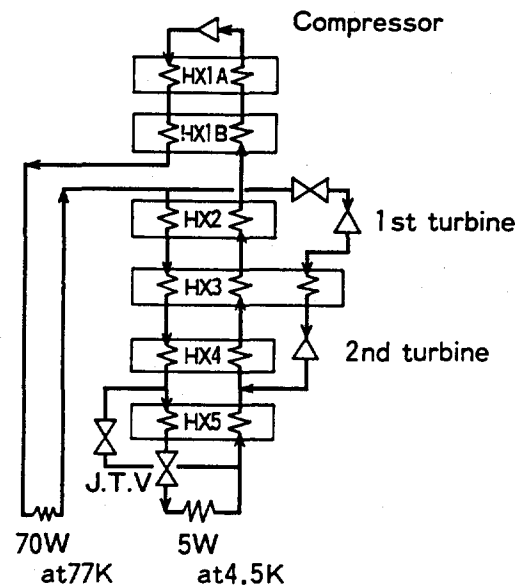 Compressor
HX1A
HX1B
HX2
1st turbine
HX3
HX4
2nd turbine
HX5
J.T.V
70W
at77K
5W
at4.5K